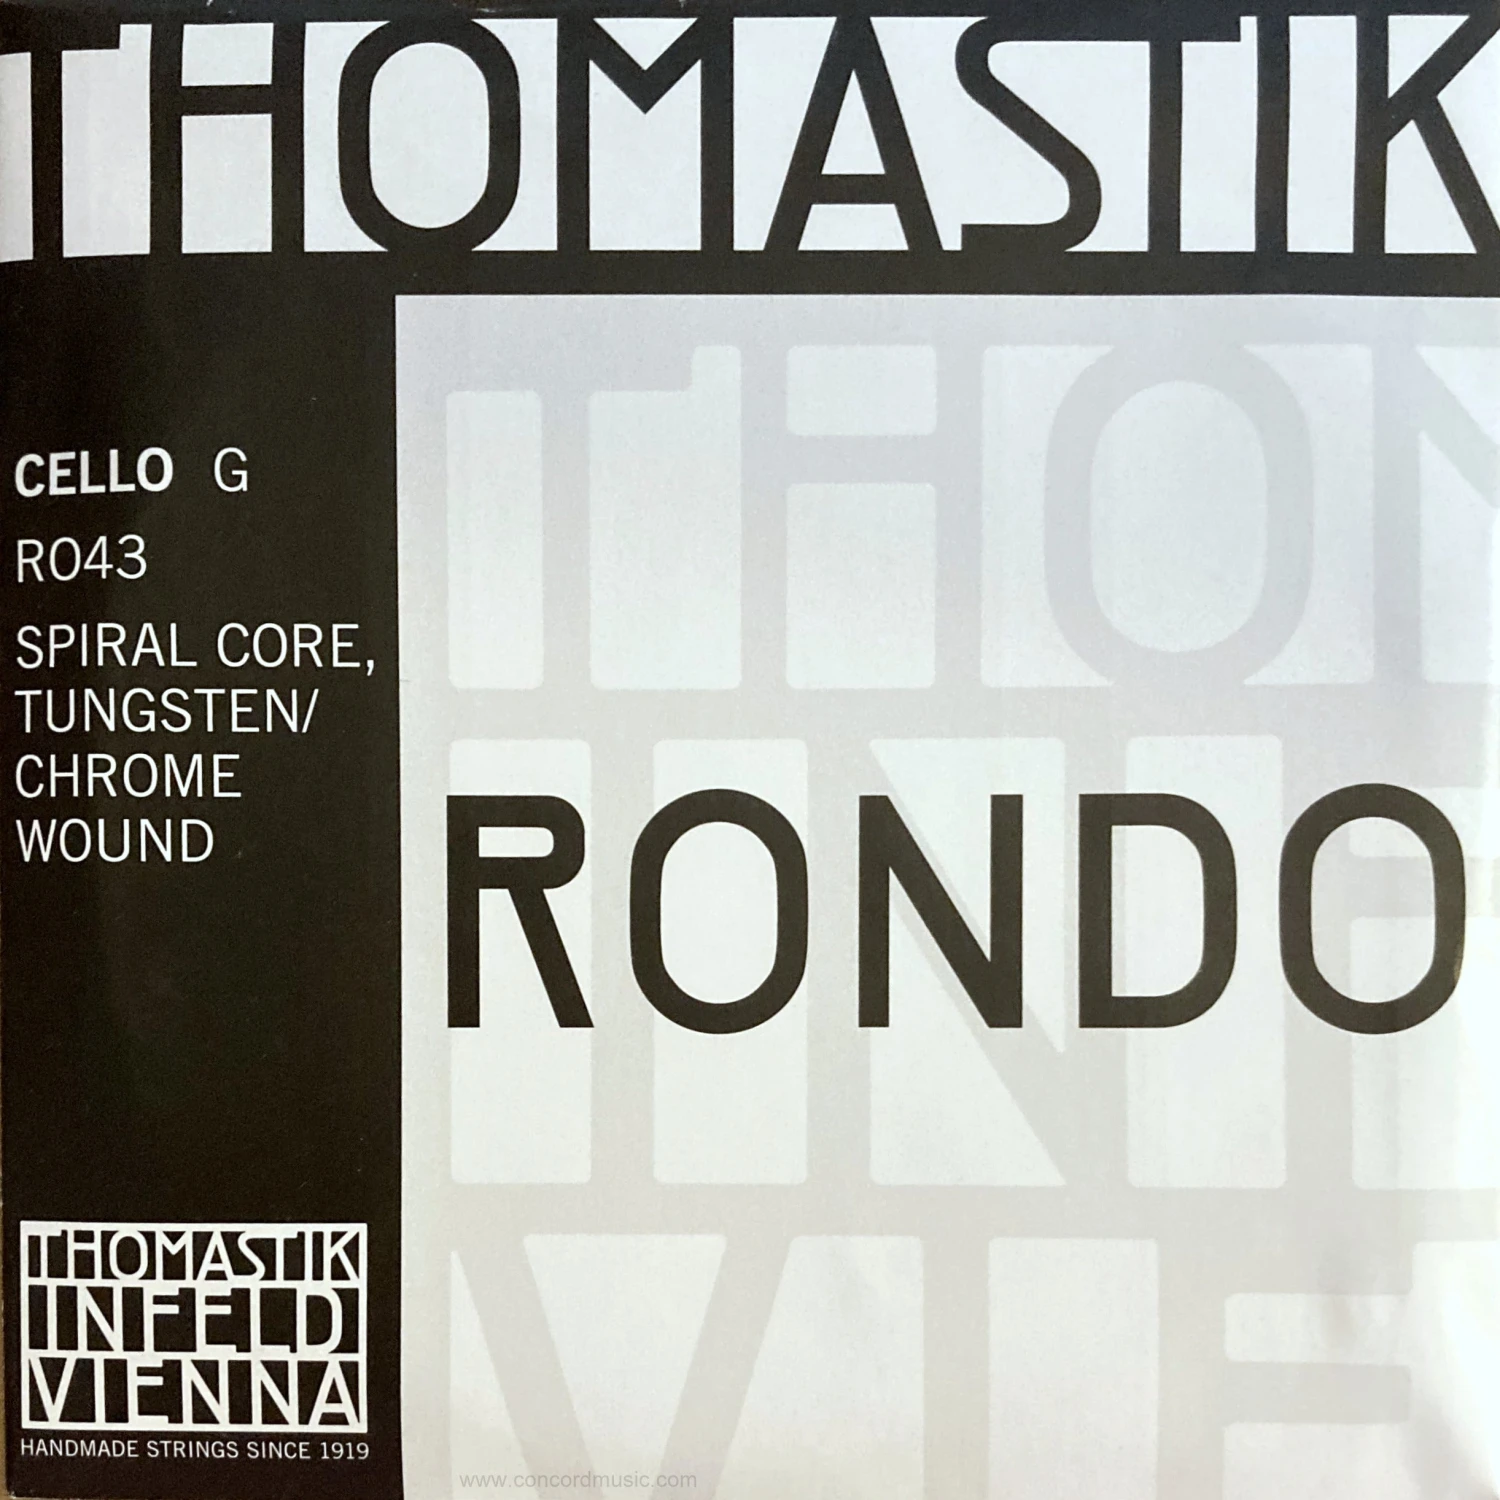 THOMASTIK
CELLO G
RO43
SPIRAL CORE,
TUNGSTEN/
CHROME
WOUND
RONDO
THOMASTIK
INFELD
VIENNA
HANDMADE STRINGS SINCE 1919
www.concordmusic.com